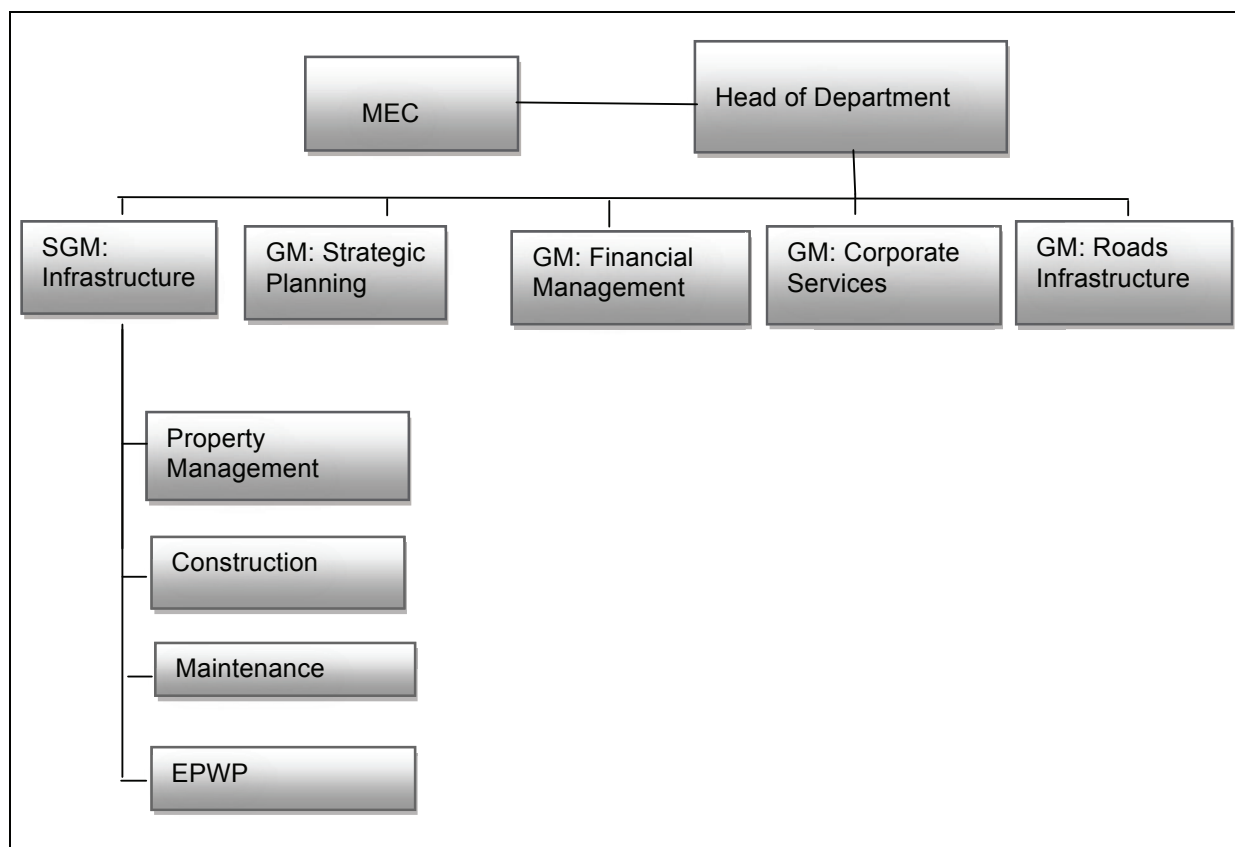 MEC
Head of Department
SGM:
Infrastructure
GM: Strategic
Planning
GM: Financial
Management
GM: Corporate
Services
GM: Roads
Infrastructure
Property
Management
Construction
Maintenance
EPWP